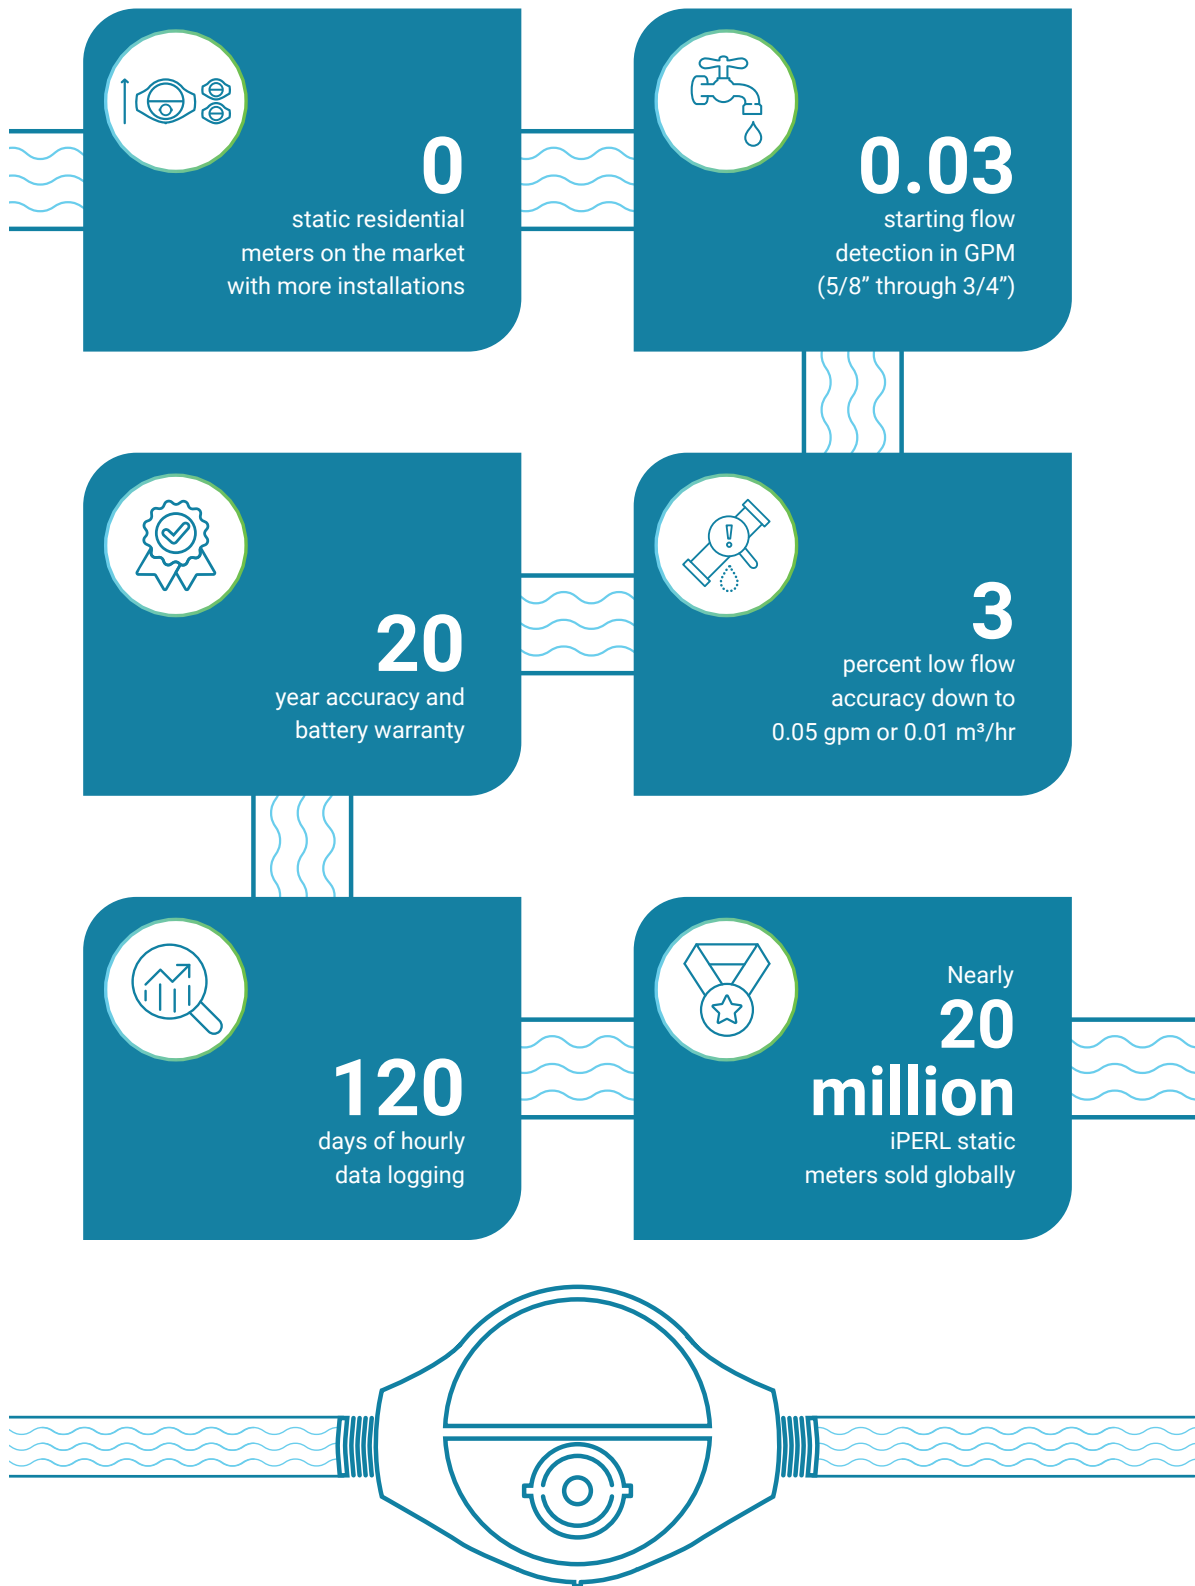 0
static residential
meters on the market
with more installations
0.03
starting flow
detection in GPM
(5/8” through 3/4”)
3
percent low flow
accuracy down to
0.05 gpm or 0.01 m³/hr
20
year accuracy and
battery warranty
120
days of hourly
data logging
Nearly
20
million
iPERL static
meters sold globally